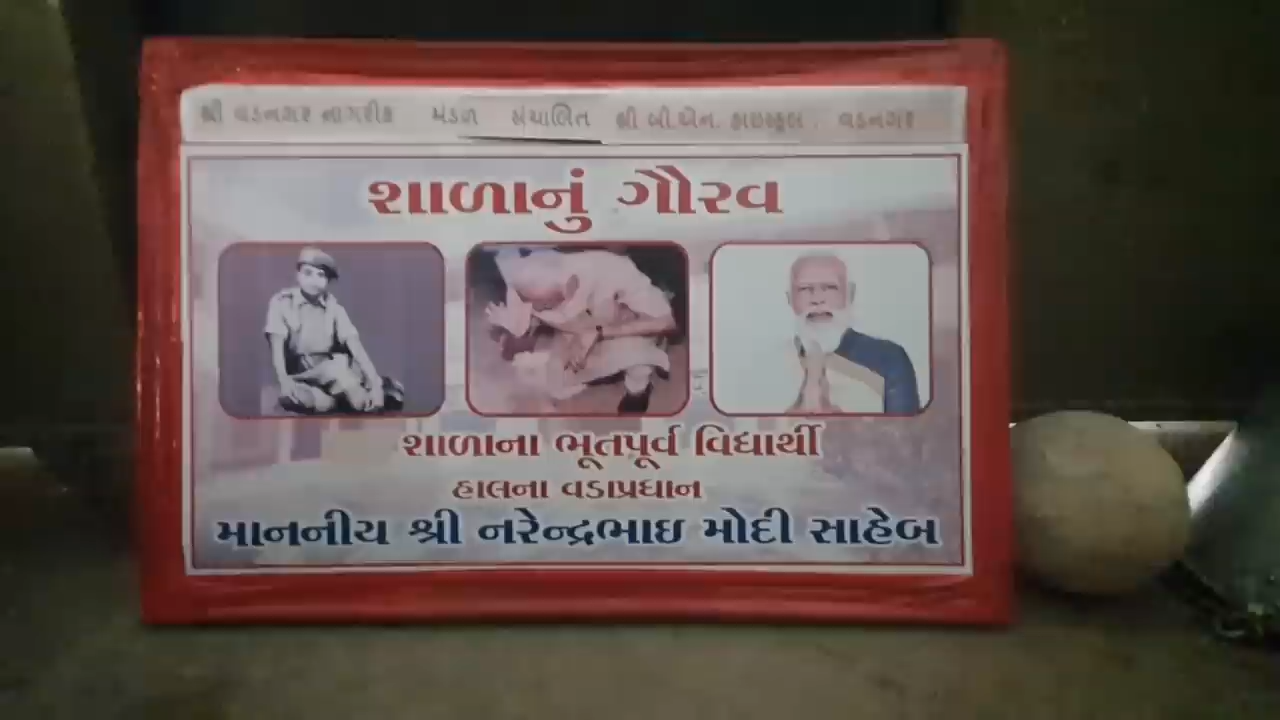 શ્રી વડનગર નાગરીક મંડળ સંચાલિત શ્રી બી.એન. હાઇસ્કૂલ . વડનગર
શાળાનું ગૌરવ
શાળાના ભૂતપૂર્વ વિદ્યાર્થી
હાલના વડાપ્રધાન
માનનીય શ્રી નરેન્દ્રભાઇ મોદી સાહેબ